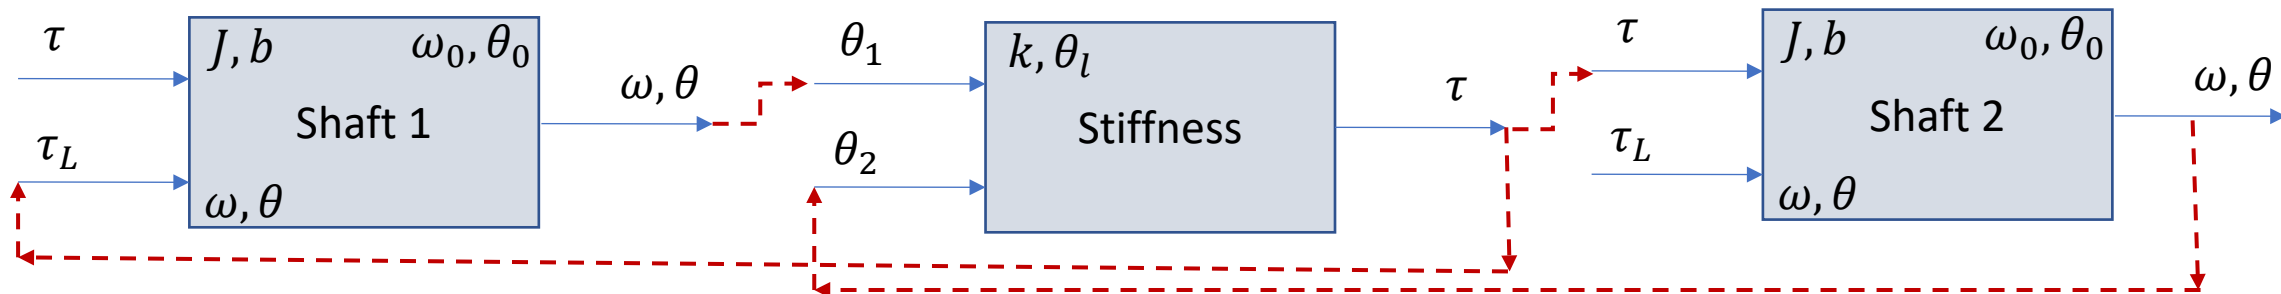 τ
J, b
ω₀, θ₀
Shaft 1
τ_L
ω, θ
ω, θ
θ₁
k, θ_l
Stiffness
θ₂
τ
τ
J, b
ω₀, θ₀
Shaft 2
τ_L
ω, θ
ω, θ